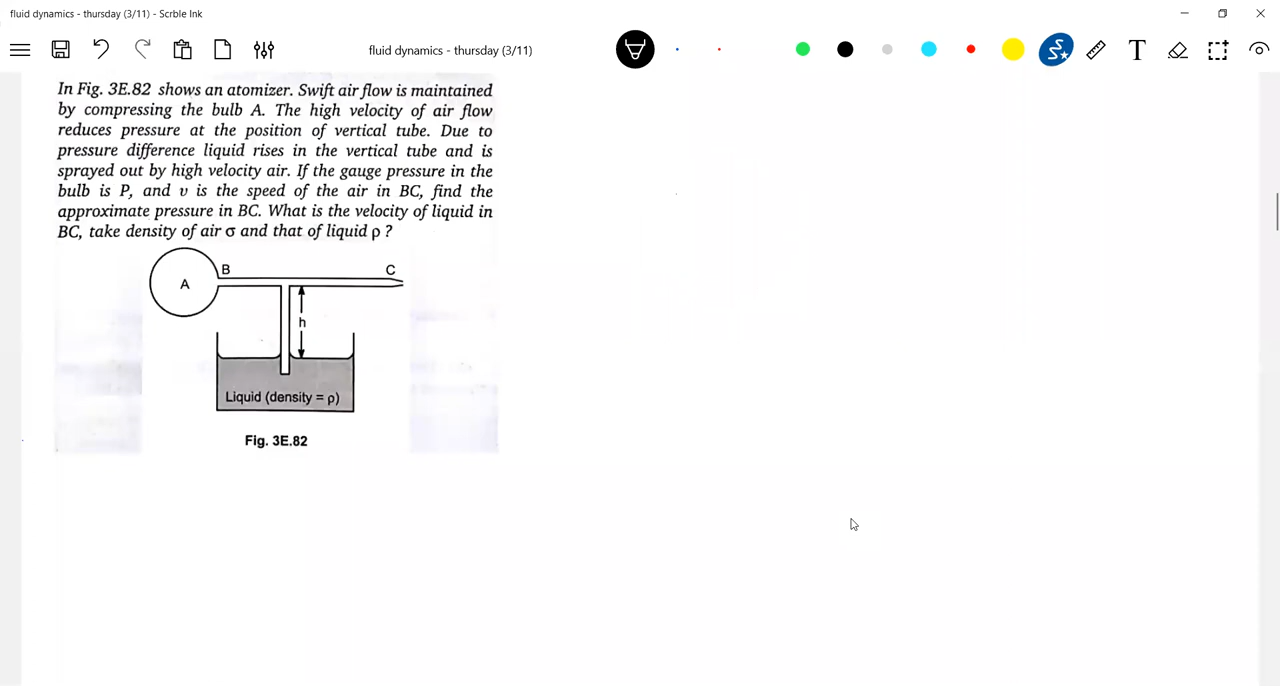 fluid dynamics - thursday (3/11) - Scrble Ink
fluid dynamics - thursday (3/11)
T
In Fig. 3E.82 shows an atomizer. Swift air flow is maintained
by compressing the bulb A. The high velocity of air flow
reduces pressure at the position of vertical tube. Due to
pressure difference liquid rises in the vertical tube and is
sprayed out by high velocity air. If the gauge pressure in the
bulb is P, and v is the speed of the air in BC, find the
approximate pressure in BC. What is the velocity of liquid in
BC, take density of air σ and that of liquid ρ ?
A
B
C
h
Liquid (density = ρ)
Fig. 3E.82